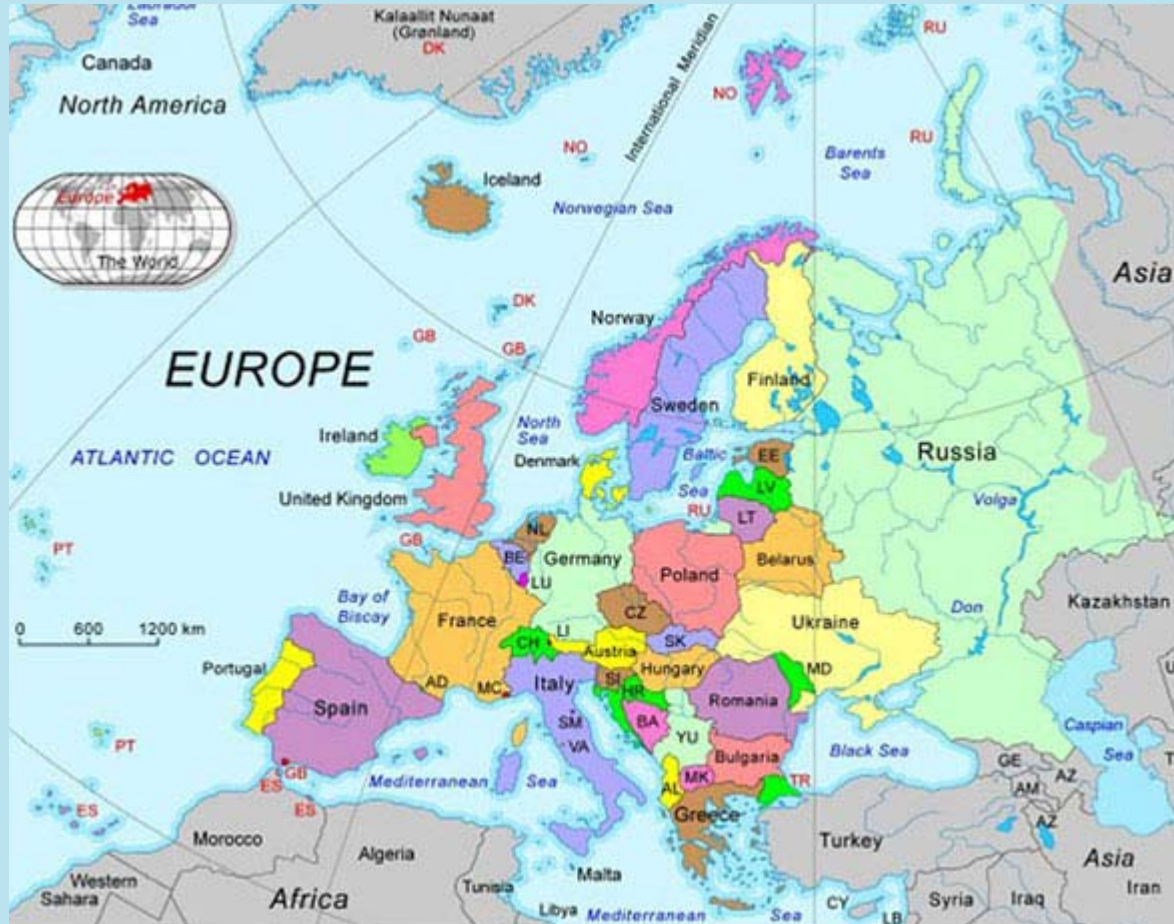 Labrador
Sea
Kalaallit Nunaat
(Grønland)
DK
RU
Canada
North America
International Meridian
NO
RU
NO
Barents
Sea
Iceland
Norwegian Sea
Europe
The World
Asia
DK
GB
GB
Norway
EUROPE
Finland
Sweden
North
Sea
Ireland
ATLANTIC OCEAN
Denmark
Baltic
Sea
EE
Russia
LV
United Kingdom
RU
LT
Volga
GB
NL
BE
Germany
Poland
Belarus
PT
LU
Bay of
Biscay
France
CZ
Ukraine
Don
Kazakhstan
0 600 1200 km
CH
LI
Austria
SK
Hungary
MD
Portugal
AD
MC
Italy
SI
HR
Romania
Spain
SM
BA
YU
VA
Caspian
Sea
PT
Bulgaria
Black Sea
GB
ES
Mediterranean Sea
AL
MK
TR
GE
AZ
AM
AZ
ES
ES
Greece
Morocco
Algeria
Turkey
Asia
Western
Sahara
Africa
Tunisia
Malta
Libya
Mediterranean Sea
CY
LB
Syria
Iraq
Iran